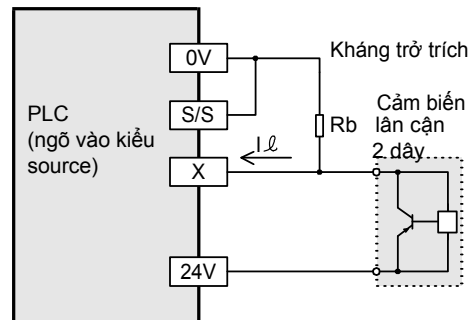 0V
Kháng trở trích
S/S
Rb
Cảm biến
lân cận
2 dây
PLC
(ngõ vào kiểu
source)
Iℓ
X
24V